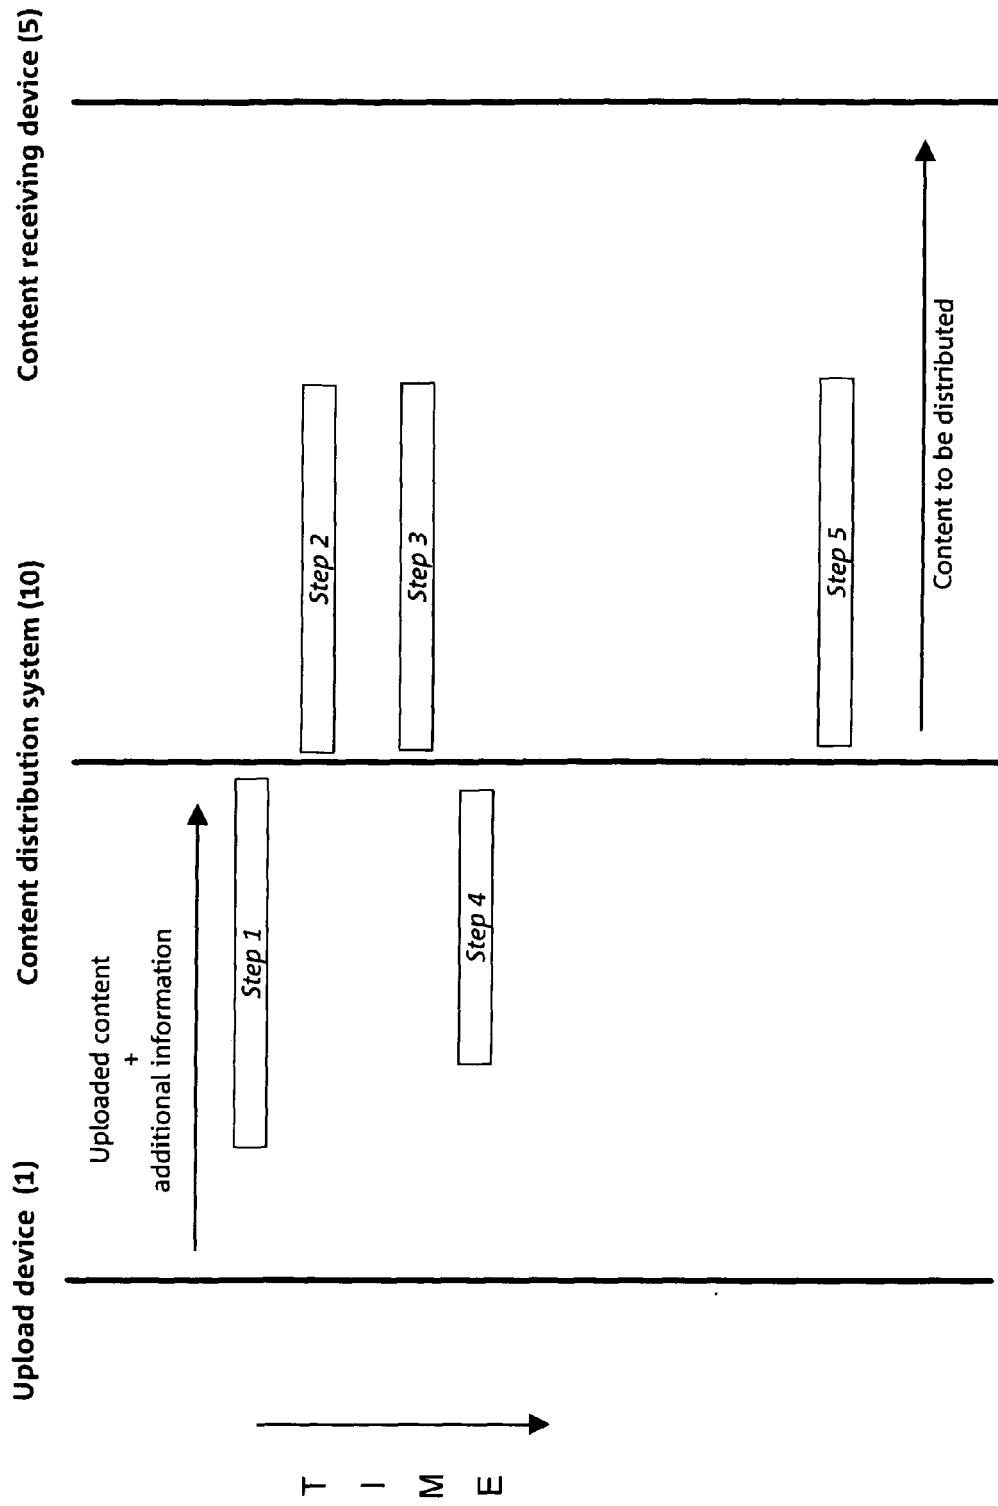 Upload device (1)
Content distribution system (10)
Content receiving device (5)
Uploaded content
+
additional information
Step 1
Step 2
Step 3
Step 4
Step 5
Content to be distributed
T
I
M
E